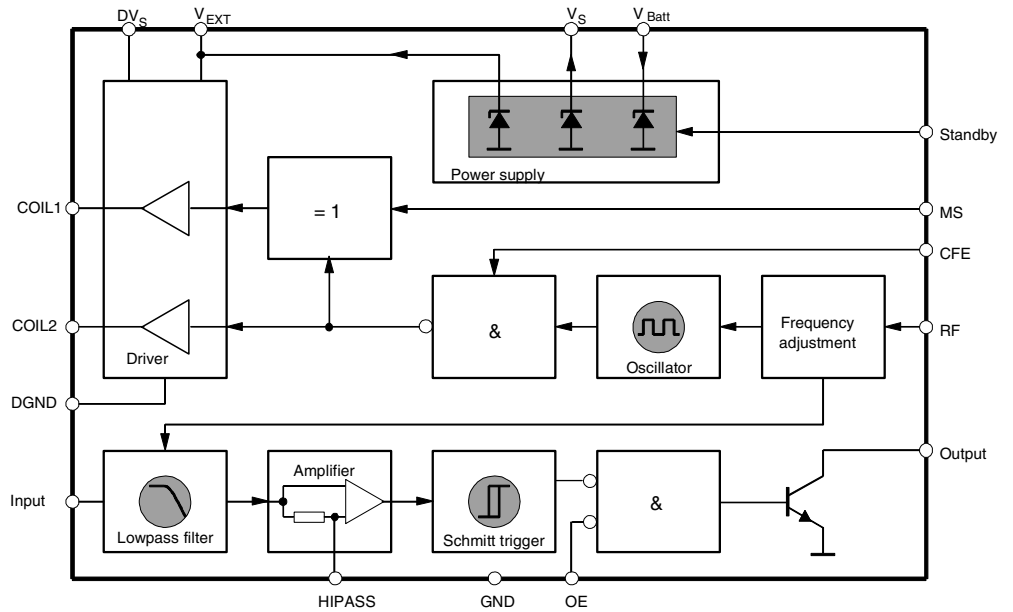 DVS VEXT VS VBatt
Standby
Power supply
COIL1
= 1
MS
CFE
COIL2
Driver
&
Oscillator
Frequency
adjustment
RF
DGND
Output
Input
Lowpass filter
Amplifier
Schmitt trigger
&
HIPASS GND OE